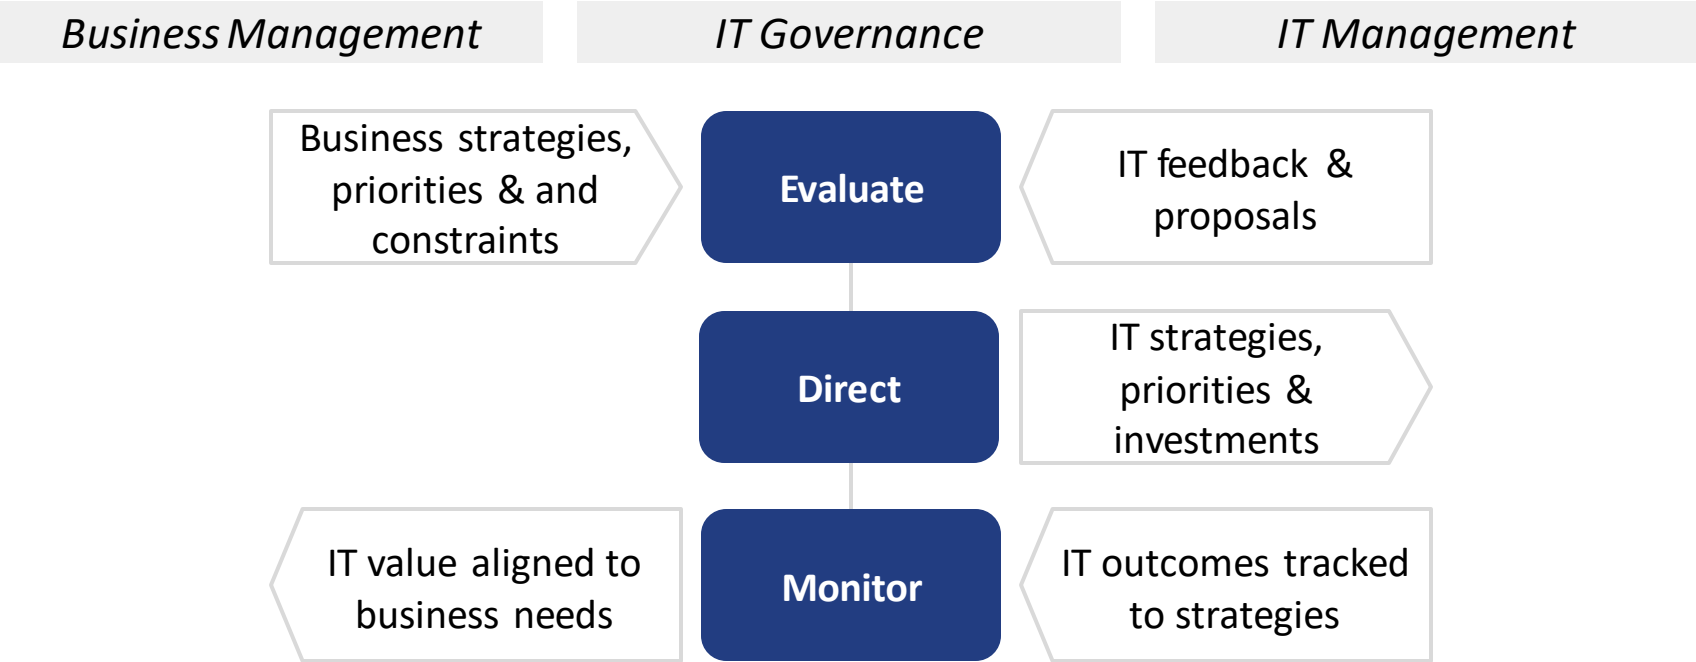 Business Management
IT Governance
IT Management
Business strategies,
priorities & and
constraints
Evaluate
IT feedback &
proposals
Direct
IT strategies,
priorities &
investments
IT value aligned to
business needs
Monitor
IT outcomes tracked
to strategies